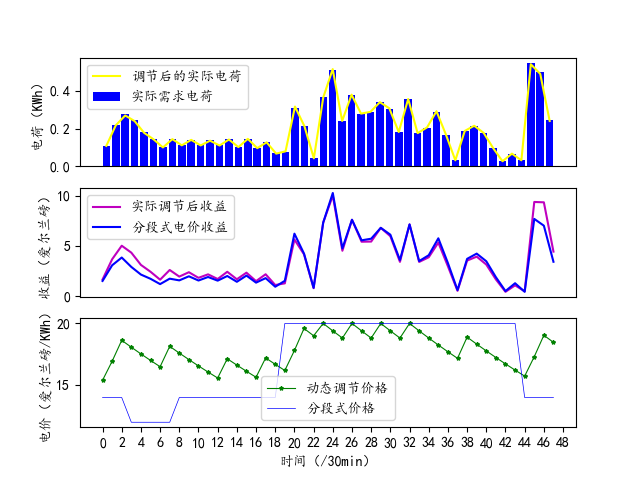 调节后的实际电荷
实际需求电荷
电荷 (KWh)
0.4
0.2
0.0
实际调节后收益
分段式电价收益
收益 (爱尔兰磅)
10
5
0
电价 (爱尔兰磅/KWh)
20
15
动态调节价格
分段式价格
0 2 4 6 8 10 12 14 16 18 20 22 24 26 28 30 32 34 36 38 40 42 44 46 48
时间 (/30min)